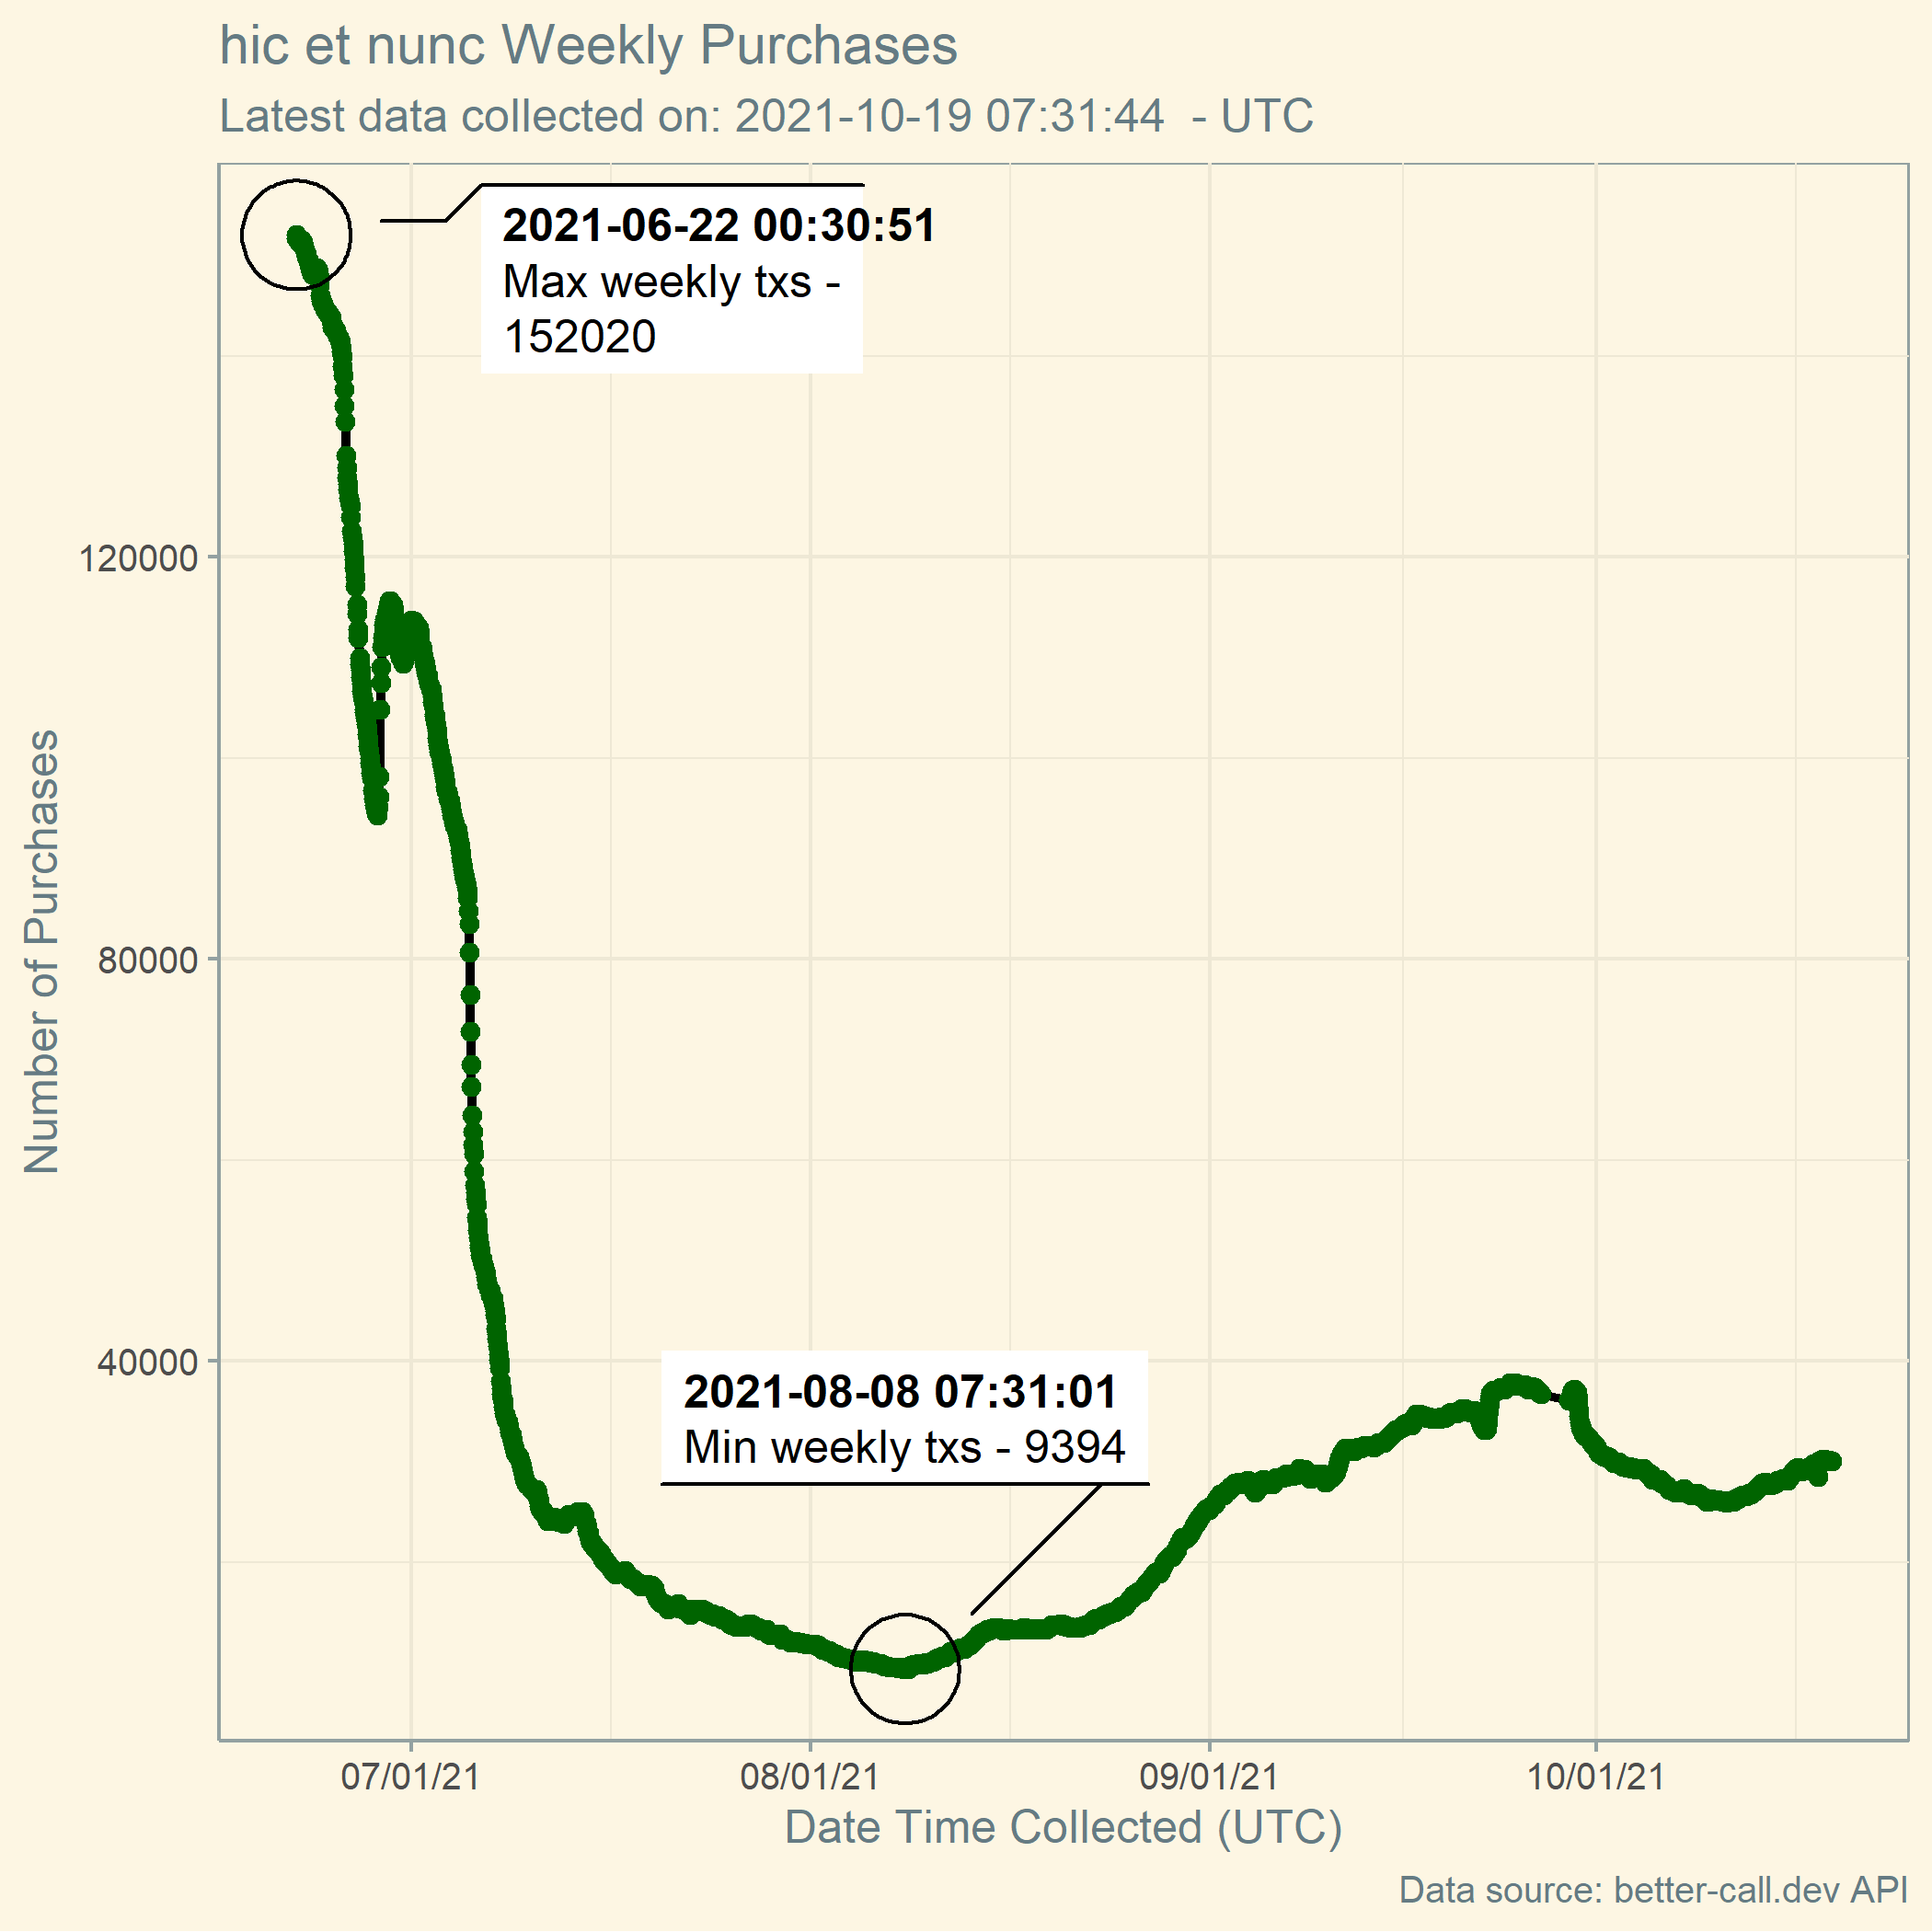 hic et nunc Weekly Purchases
Latest data collected on: 2021-10-19 07:31:44  - UTC
2021-06-22 00:30:51
Max weekly txs -
152020
120000
80000
40000
Number of Purchases
2021-08-08 07:31:01
Min weekly txs - 9394
07/01/21
08/01/21
09/01/21
10/01/21
Date Time Collected (UTC)
Data source: better-call.dev API